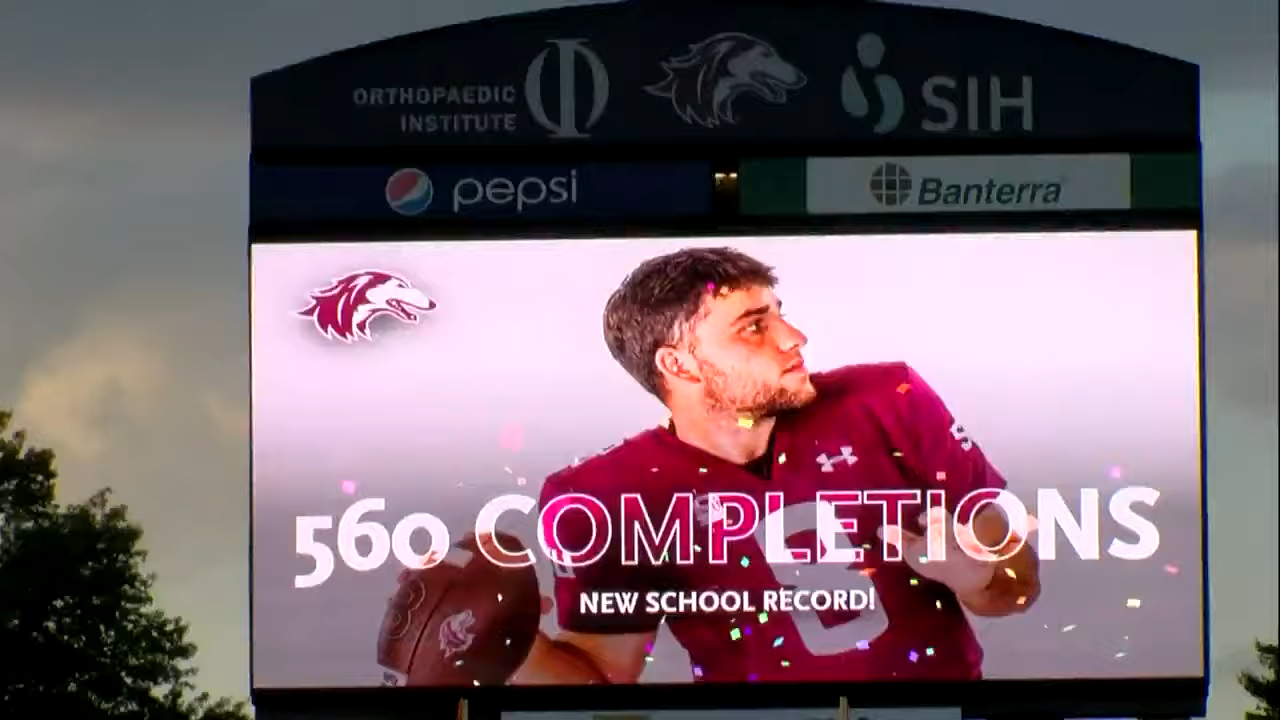 ORTHOPAEDIC
INSTITUTE
SIH
pepsi
Banterra
560 COMPLETIONS
NEW SCHOOL RECORD!